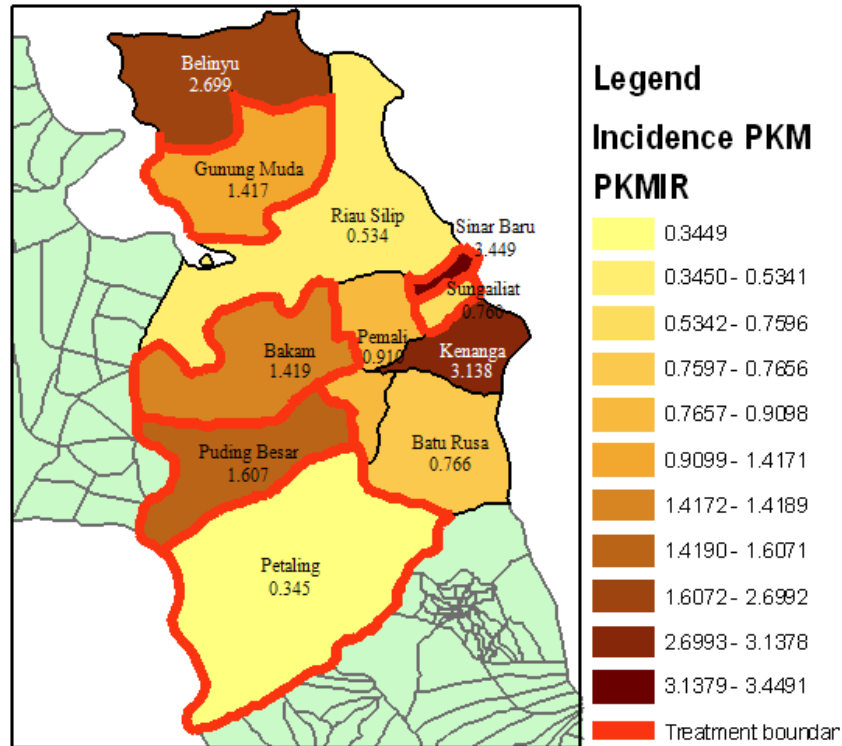 Belinyu
2.699
Gunung Muda
1.417
Riau Silip
0.534
Sinar Baru
3.449
Sungailiat
0.760
Pemali
0.910
Bakam
1.419
Kenanga
3.138
Puding Besar
1.607
Batu Rusa
0.766
Petaling
0.345
Legend
Incidence PKM
PKMIR
0.3449
0.3450 - 0.5341
0.5342 - 0.7596
0.7597 - 0.7656
0.7657 - 0.9098
0.9099 - 1.4171
1.4172 - 1.4189
1.4190 - 1.6071
1.6072 - 2.6992
2.6993 - 3.1378
3.1379 - 3.4491
Treatment boundar